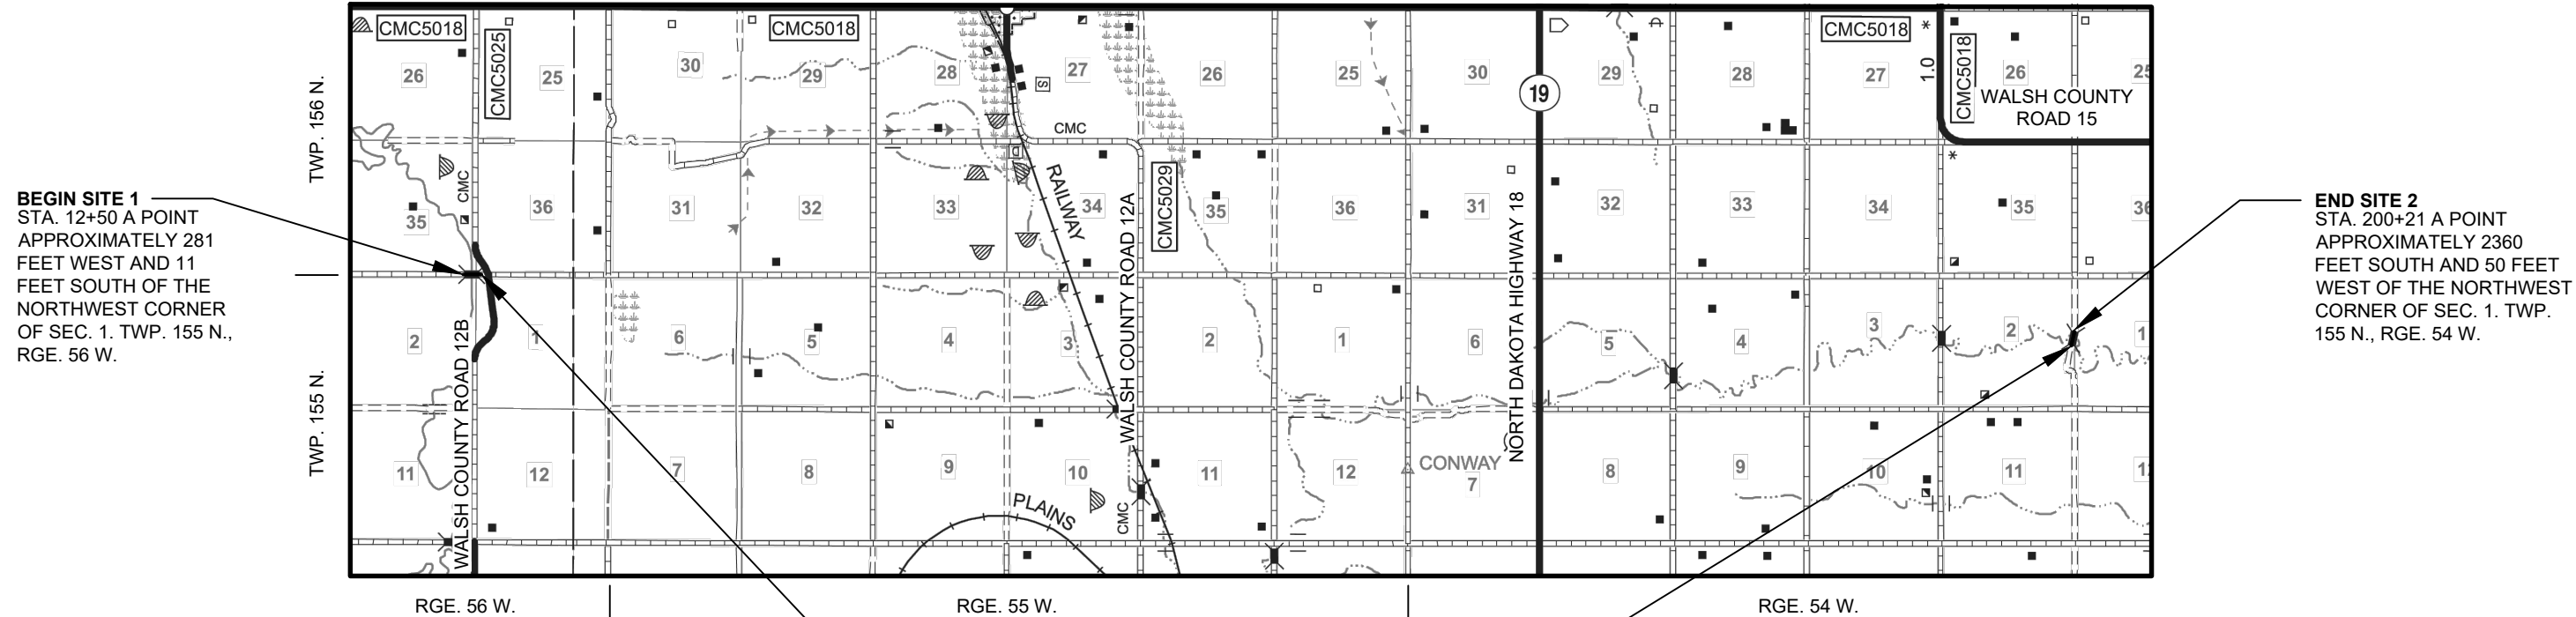 CMC5018
CMC5025
CMC5018
CMC5018
CMC5018
26
25
30
29
28
27
26
25
30
19
29
28
27
1.0
26
25
WALSH COUNTY
ROAD 15
S
CMC
TWP. 156 N.
CMC
35
36
31
32
33
RAILWAY
34
WALSH COUNTY ROAD 12A
CMC5029
35
36
31
NORTH DAKOTA HIGHWAY 18
32
33
34
35
36
BEGIN SITE 1
STA. 12+50 A POINT
APPROXIMATELY 281
FEET WEST AND 11
FEET SOUTH OF THE
NORTHWEST CORNER
OF SEC. 1. TWP. 155 N.,
RGE. 56 W.
END SITE 2
STA. 200+21 A POINT
APPROXIMATELY 2360
FEET SOUTH AND 50 FEET
WEST OF THE NORTHWEST
CORNER OF SEC. 1. TWP.
155 N., RGE. 54 W.
2
1
6
5
4
3
2
1
6
5
4
3
2
1
TWP. 155 N.
WALSH COUNTY ROAD 12B
11
12
7
8
9
10
11
12
CONWAY
7
8
9
10
11
12
PLAINS
CMC
RGE. 56 W.
RGE. 55 W.
RGE. 54 W.